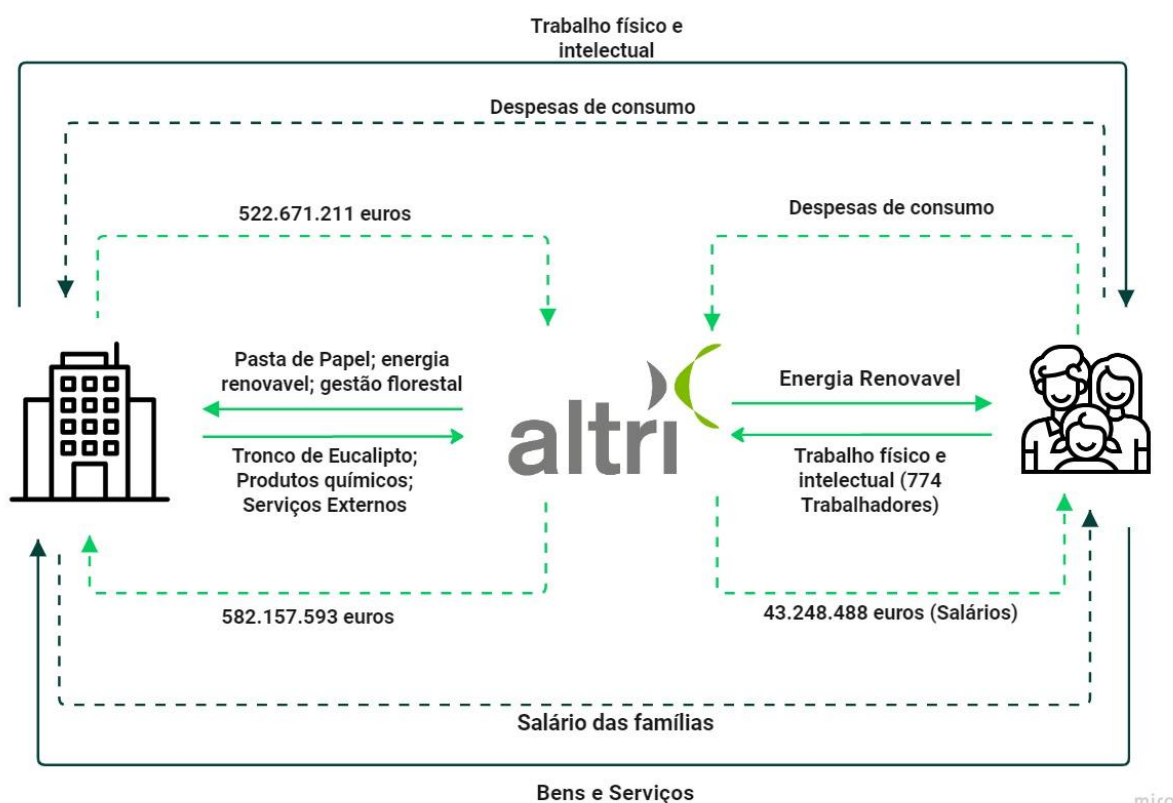 Trabalho físico e
intelectual
Despesas de consumo
522.671.211 euros
Despesas de consumo
Pasta de Papel; energia
renovavel; gestão florestal
Tronco de Eucalipto;
Produtos químicos;
Serviços Externos
altri
Energia Renovavel
Trabalho físico e
intelectual (774
Trabalhadores)
582.157.593 euros
43.248.488 euros (Salários)
Salário das famílias
Bens e Serviços
miro